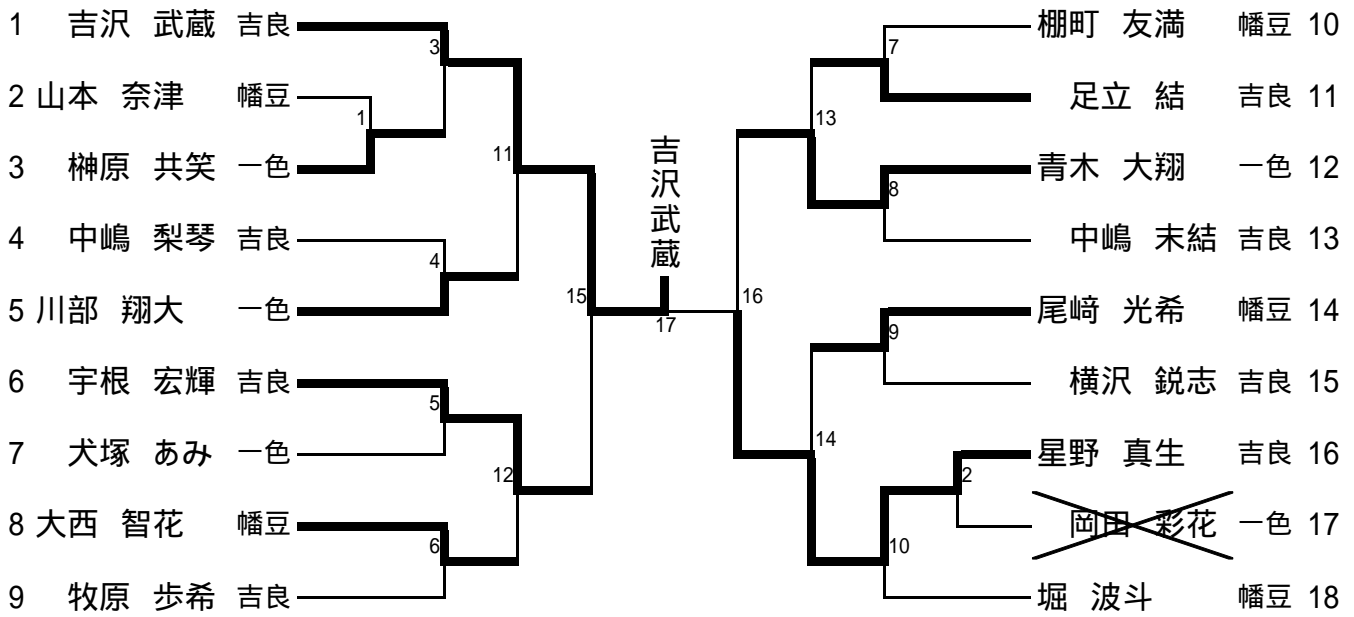 1 吉沢 武蔵 吉良
2 山本 奈津 幡豆
3 榊原 共笑 一色
4 中嶋 梨琴 吉良
5 川部 翔大 一色
6 宇根 宏輝 吉良
7 犬塚 あみ 一色
8 大西 智花 幡豆
9 牧原 歩希 吉良
3
1
11
4
15
5
12
6
吉沢武蔵
17
16
7
13
8
9
14
2
10
棚町 友満 幡豆 10
足立 結 吉良 11
青木 大翔 一色 12
中嶋 末結 吉良 13
尾﨑 光希 幡豆 14
横沢 鋭志 吉良 15
星野 真生 吉良 16
岡田 彩花 一色 17
堀 波斗 幡豆 18